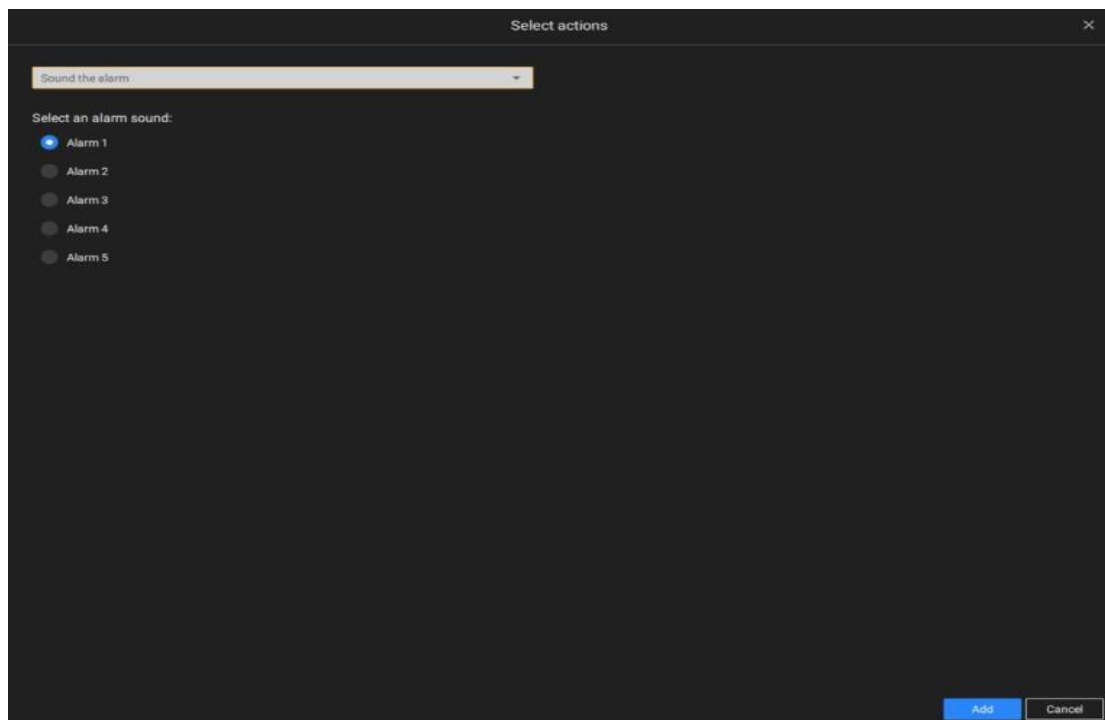 Select actions
Sound the alarm
Select an alarm sound:
Alarm 1
Alarm 2
Alarm 3
Alarm 4
Alarm 5
Add Cancel